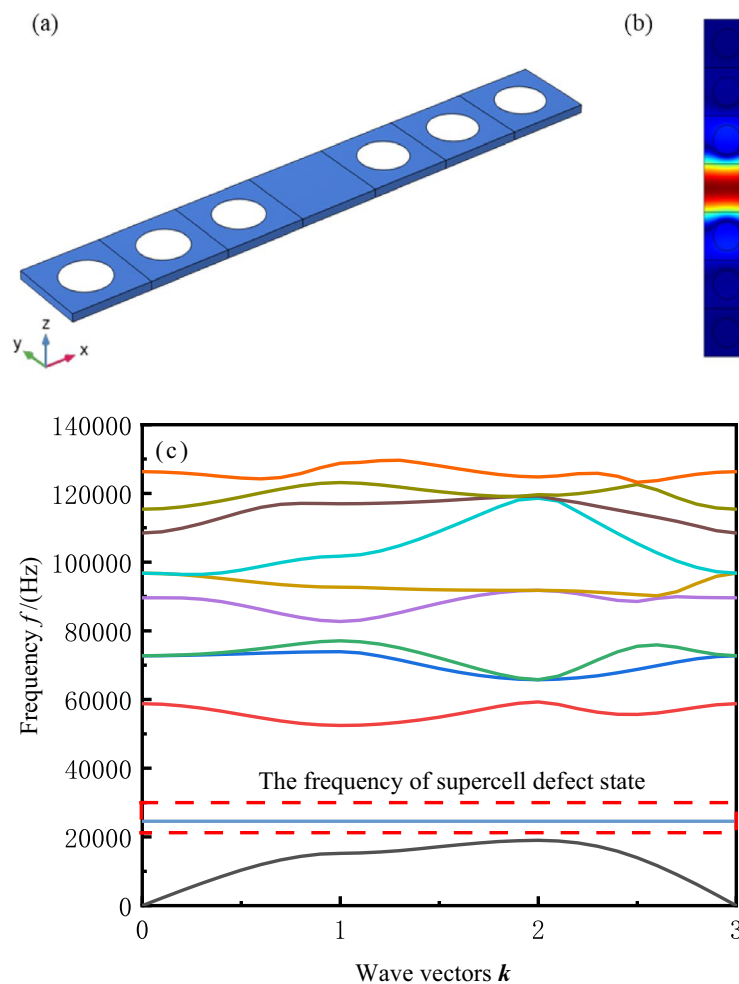 (a)
(b)
z
y
x
140000
(c)
120000
100000
80000
60000
40000
20000
0
Frequency f /(Hz)
The frequency of supercell defect state
0 1 2 3
Wave vectors k